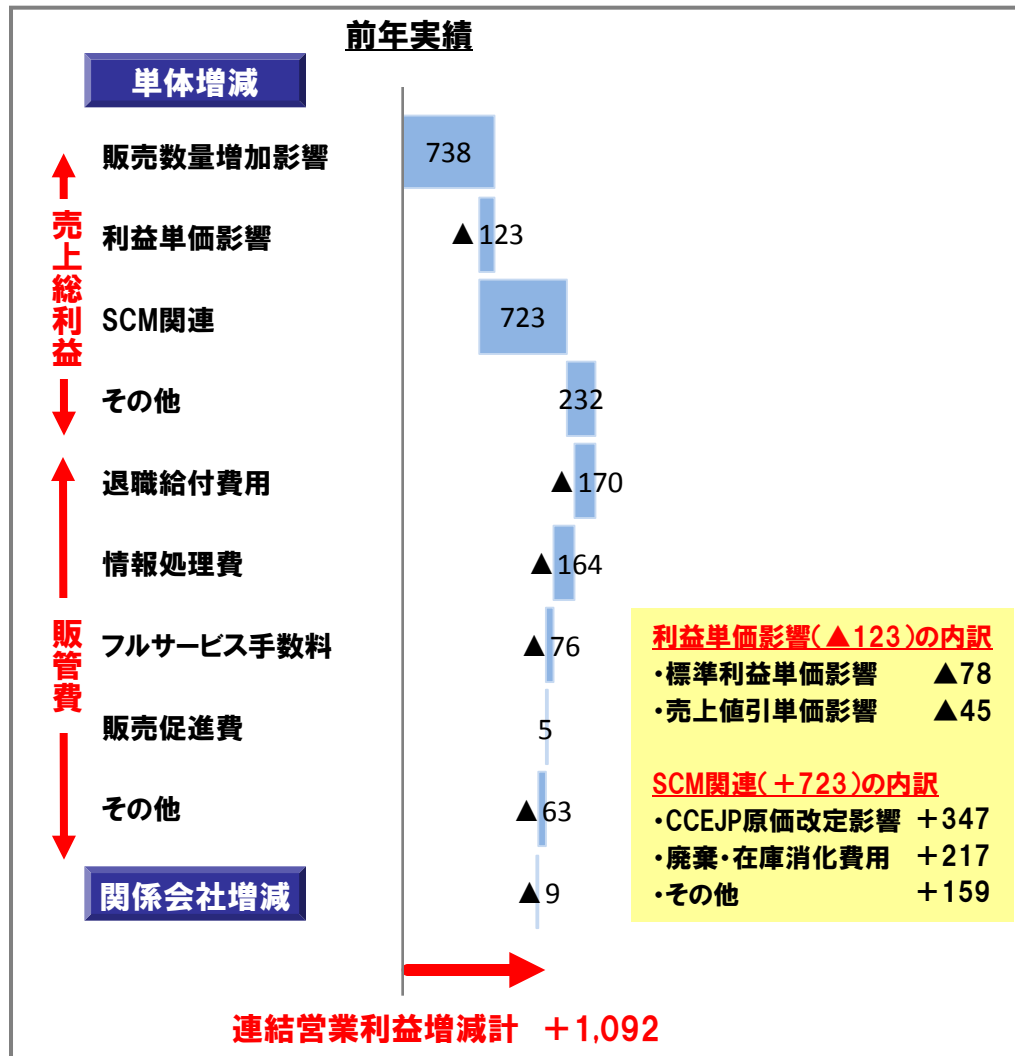 前年実績
単体増減
販売数量増加影響 738
利益単価影響 ▲123
SCM関連 723
その他 232
退職給付費用 ▲170
情報処理費 ▲164
フルサービス手数料 ▲76
販売促進費 5
その他 ▲63
関係会社増減 ▲9
売上総利益
販管費
利益単価影響(▲123)の内訳
・標準利益単価影響 ▲78
・売上値引単価影響 ▲45
SCM関連(+723)の内訳
・CCEJP原価改定影響 +347
・廃棄・在庫消化費用 +217
・その他 +159
連結営業利益増減計 +1,092